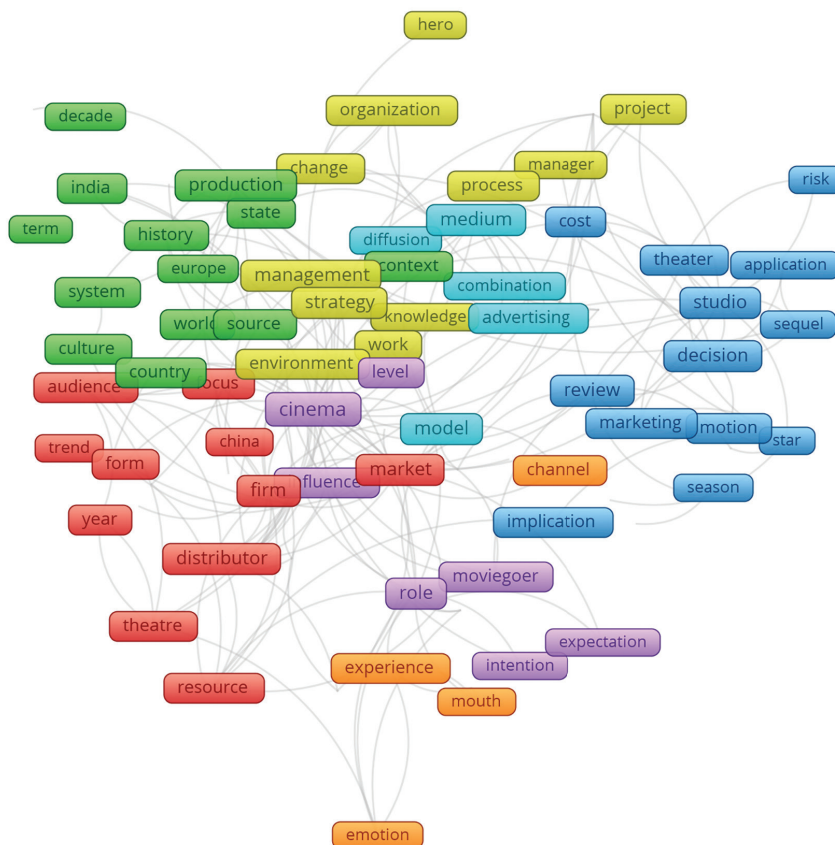 hero
organization
project
decade
change
manager
production
process
india
risk
state
medium
term
history
cost
diffusion
theater
application
context
europe
management
system
combination
strategy
studio
knowledge
advertising
world
source
sequel
work
culture
decision
environment
country
level
audience
focus
review
cinema
marketing
motion
model
star
trend
china
form
market
channel
fluence
firm
season
year
implication
distributor
moviegoer
role
theatre
expectation
intention
experience
resource
mouth
emotion